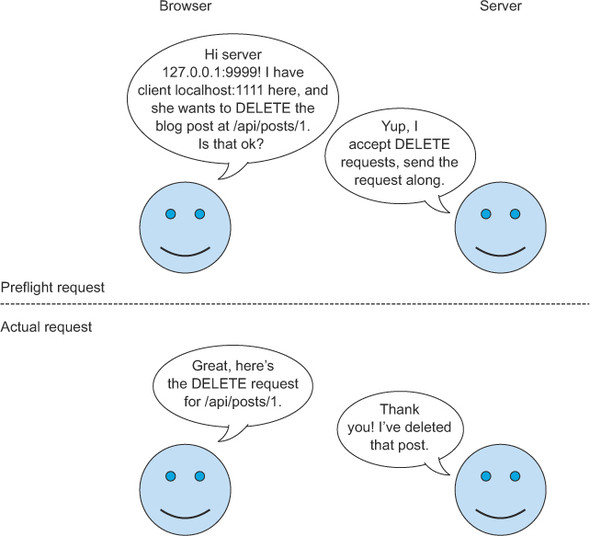 Browser
Server
Hi server
127.0.0.1:9999! I have
client localhost:1111 here, and
she wants to DELETE the
blog post at /api/posts/1.
Is that ok?
Yup, I
accept DELETE
requests, send the
request along.
Preflight request
Actual request
Great, here’s
the DELETE request
for /api/posts/1.
Thank
you! I’ve deleted
that post.